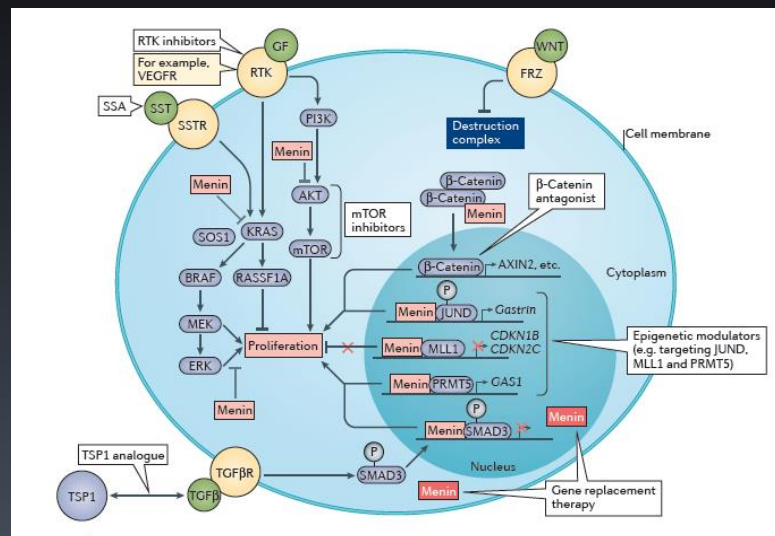 RTK inhibitors
For example,
VEGFR
GF
RTK
SSA
SST
SSTR
WNT
FRZ
Destruction
complex
Cell membrane
PI3K
Menin
AKT
mTOR
mTOR
inhibitors
Menin
SOS1
KRAS
BRAF
RASSF1A
MEK
ERK
Proliferation
Menin
β-Catenin
β-Catenin
Menin
β-Catenin
antagonist
Cytoplasm
β-Catenin
AXIN2, etc.
P
Menin JUND
Gastrin
Menin MLL1
CDKN1B
CDKN2C
Menin PRMT5
GAS1
P
Menin SMAD3
Epigenetic modulators
(e.g. targeting JUND,
MLL1 and PRMT5)
Menin
Nucleus
TSP1 analogue
TSP1
TGFβ
TGFβR
P
SMAD3
Menin
Gene replacement
therapy